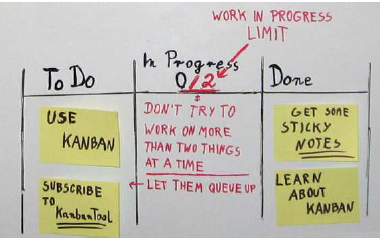 WORK IN PROGRESS
LIMIT
To Do
In Progress
0/2
Done
USE
KANBAN
SUBSCRIBE
TO
KanbanTool
DON'T TRY TO
WORK ON MORE
THAN TWO THINGS
AT A TIME
← LET THEM QUEUE UP
GET SOME
STICKY
NOTES
LEARN
ABOUT
KANBAN